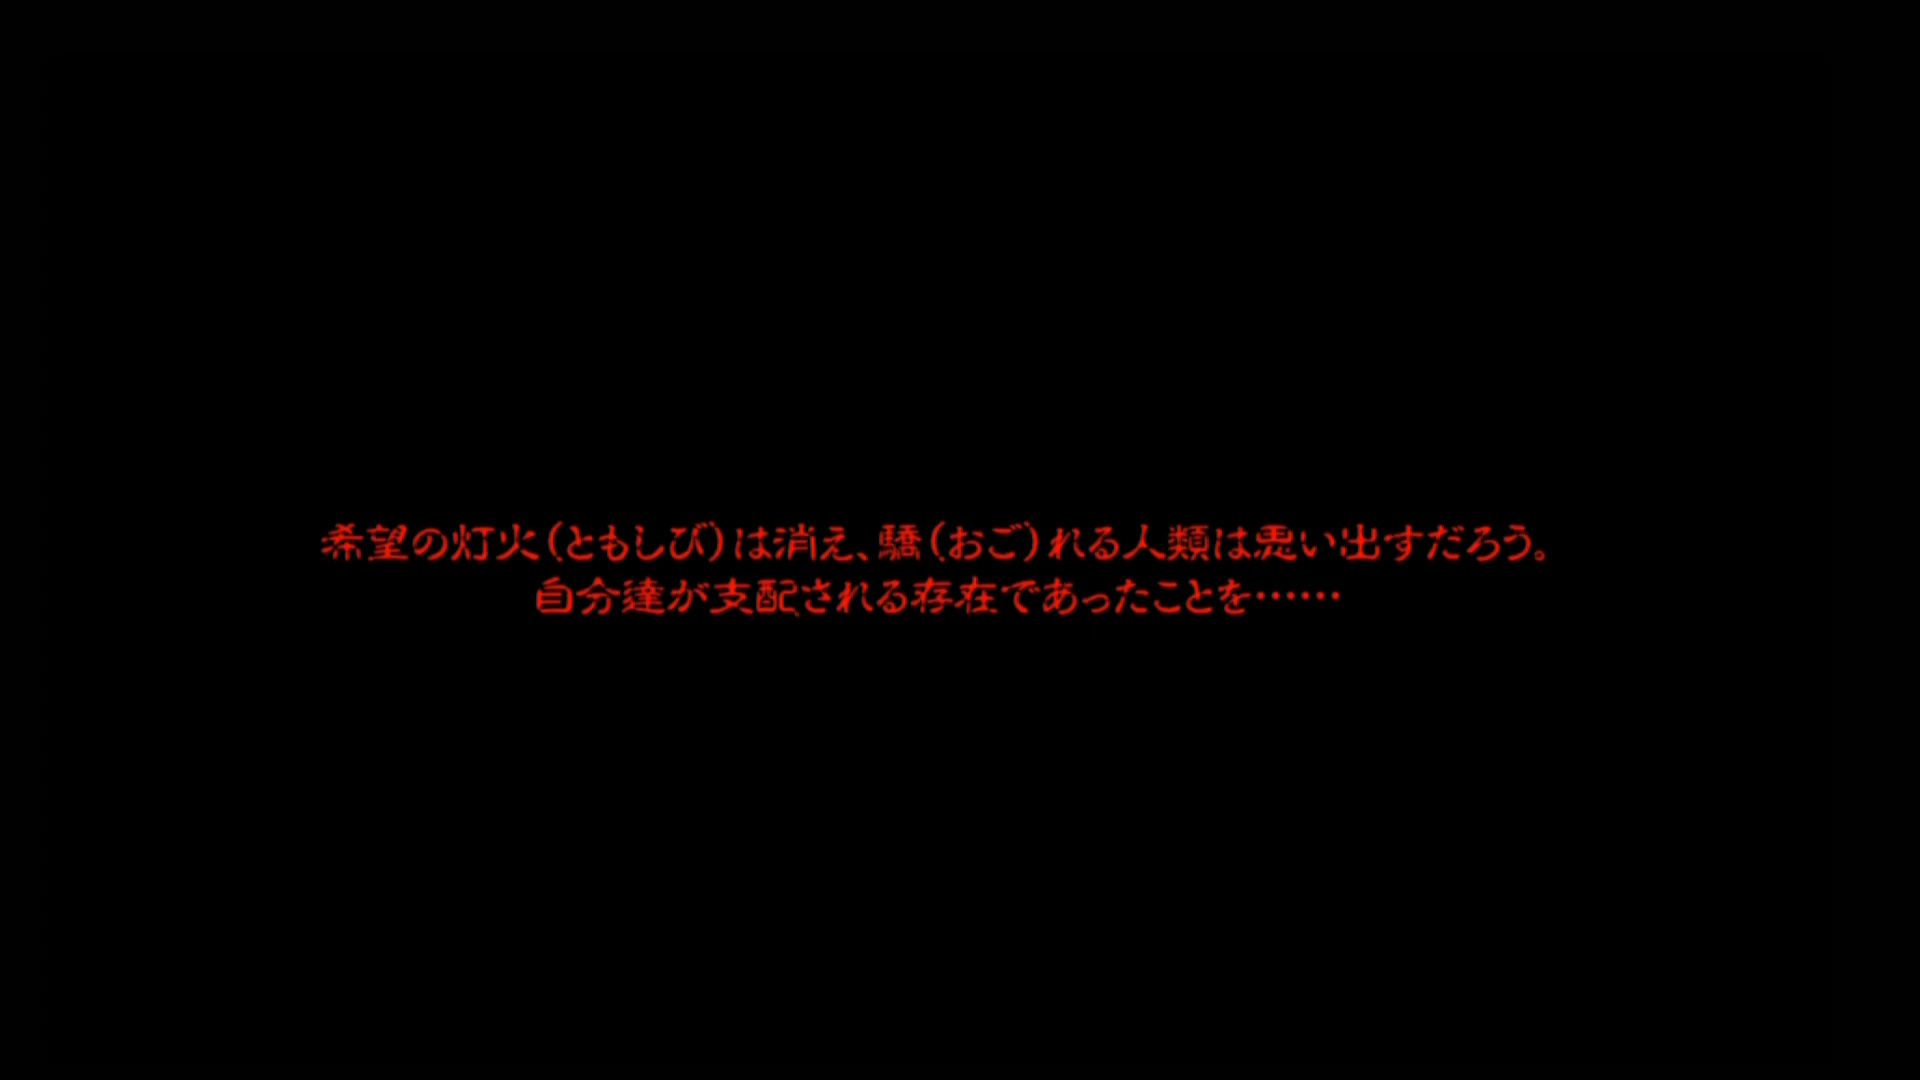 希望の灯火(ともしび)は消え、驕(おご)れる人類は思い出すだろう。
自分達が支配される存在であったことを……